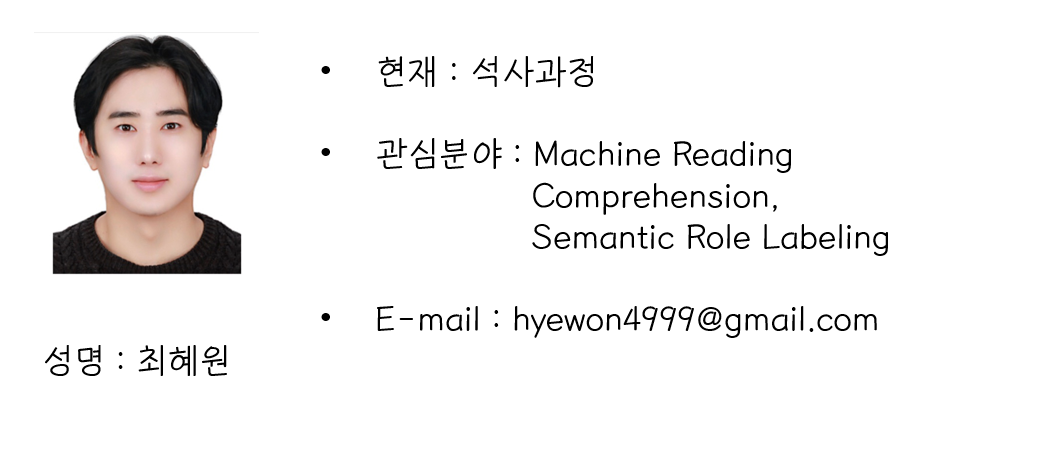 • 현재 : 석사과정
• 관심분야 : Machine Reading
Comprehension,
Semantic Role Labeling
• E-mail : hyewon4999@gmail.com
성명 : 최혜원